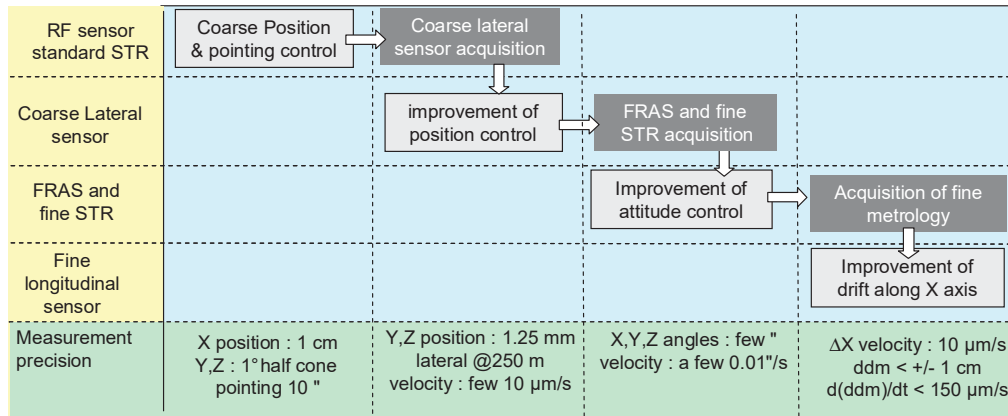 RF sensor
standard STR
Coarse Position
& pointing control
Coarse lateral
sensor acquisition
Coarse Lateral
sensor
improvement of
position control
FRAS and fine
STR acquisition
FRAS and
fine STR
Improvement of
attitude control
Acquisition of fine
metrology
Fine
longitudinal
sensor
Improvement of
drift along X axis
Measurement
precision
X position : 1 cm
Y,Z : 1° half cone
pointing 10 "
Y,Z position : 1.25 mm
lateral @250 m
velocity : few 10 µm/s
X,Y,Z angles : few "
velocity : a few 0.01"/s
ΔX velocity : 10 µm/s
ddm < +/- 1 cm
d(ddm)/dt < 150 µm/s